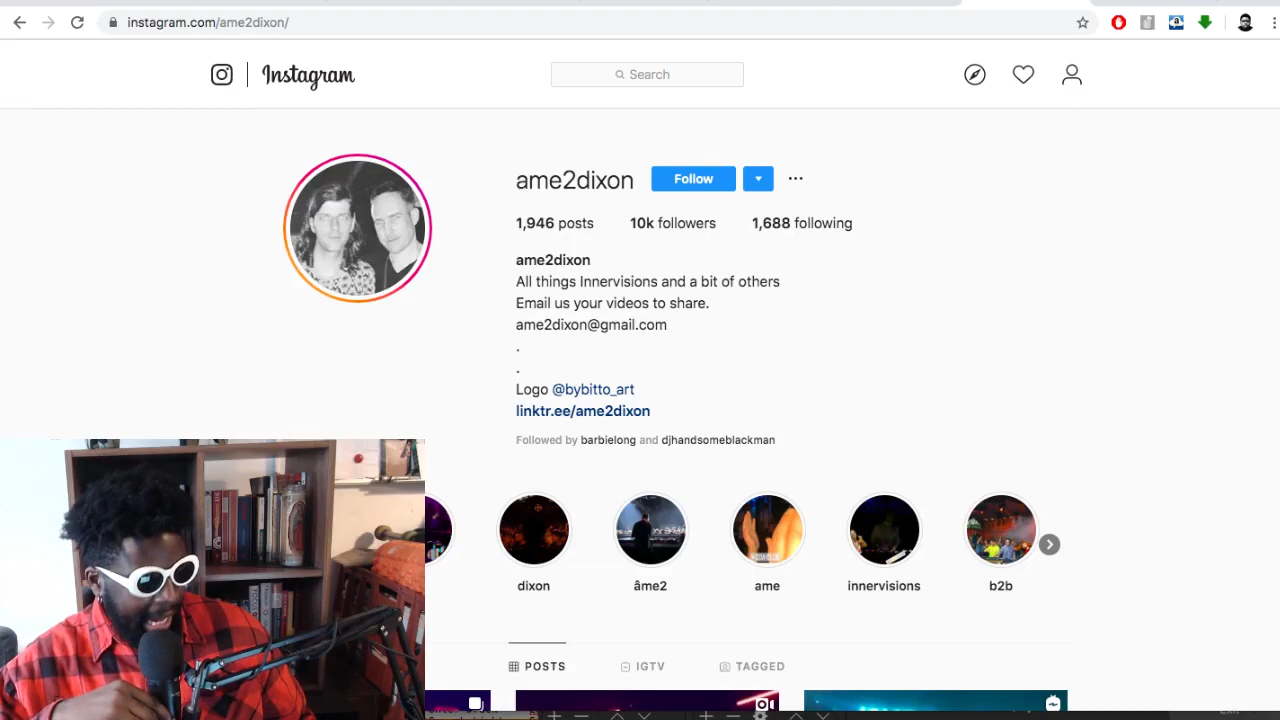 instagram.com/ame2dixon/
Instagram
Search
ame2dixon Follow
1,946 posts 10k followers 1,688 following
ame2dixon
All things Innervisions and a bit of others
Email us your videos to share.
ame2dixon@gmail.com
.
.
Logo @bybitto_art
linktr.ee/ame2dixon
Followed by barbielong and djhandsomeblackman
dixon âme2 ame innervisions b2b
POSTS IGTV TAGGED